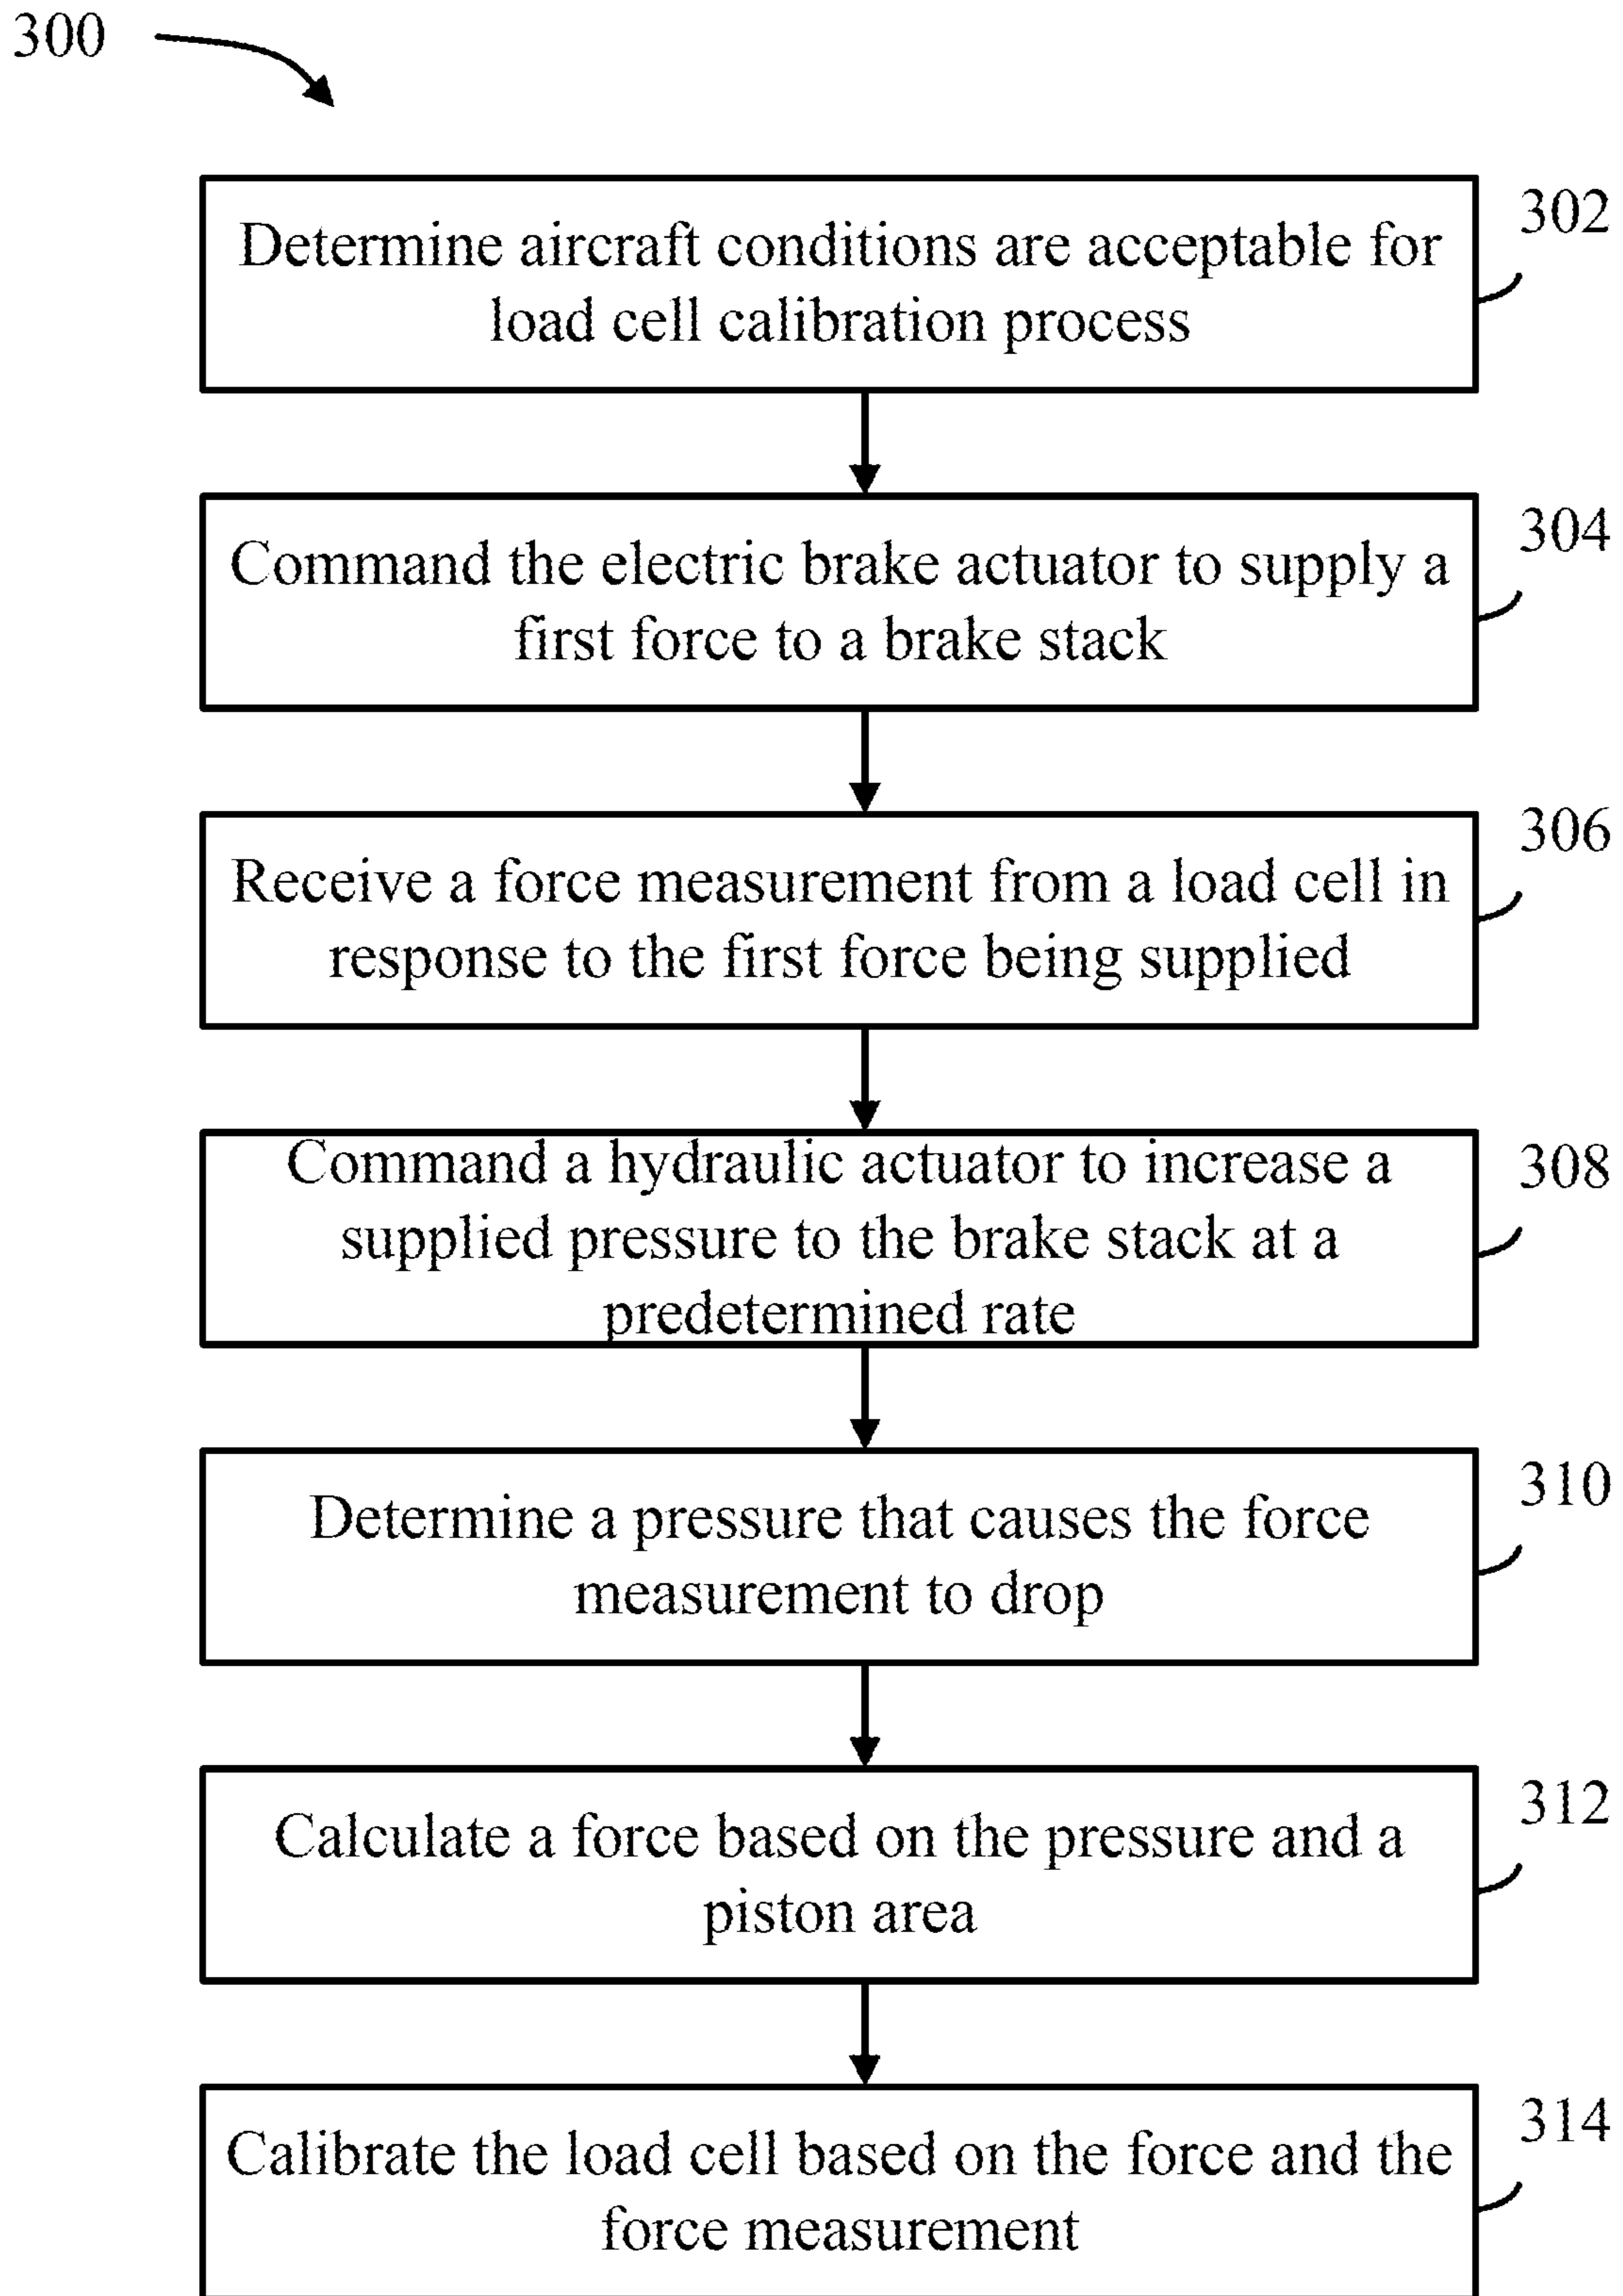 300
302
Determine aircraft conditions are acceptable for
load cell calibration process
304
Command the electric brake actuator to supply a
first force to a brake stack
306
Receive a force measurement from a load cell in
response to the first force being supplied
308
Command a hydraulic actuator to increase a
supplied pressure to the brake stack at a
predetermined rate
310
Determine a pressure that causes the force
measurement to drop
312
Calculate a force based on the pressure and a
piston area
314
Calibrate the load cell based on the force and the
force measurement